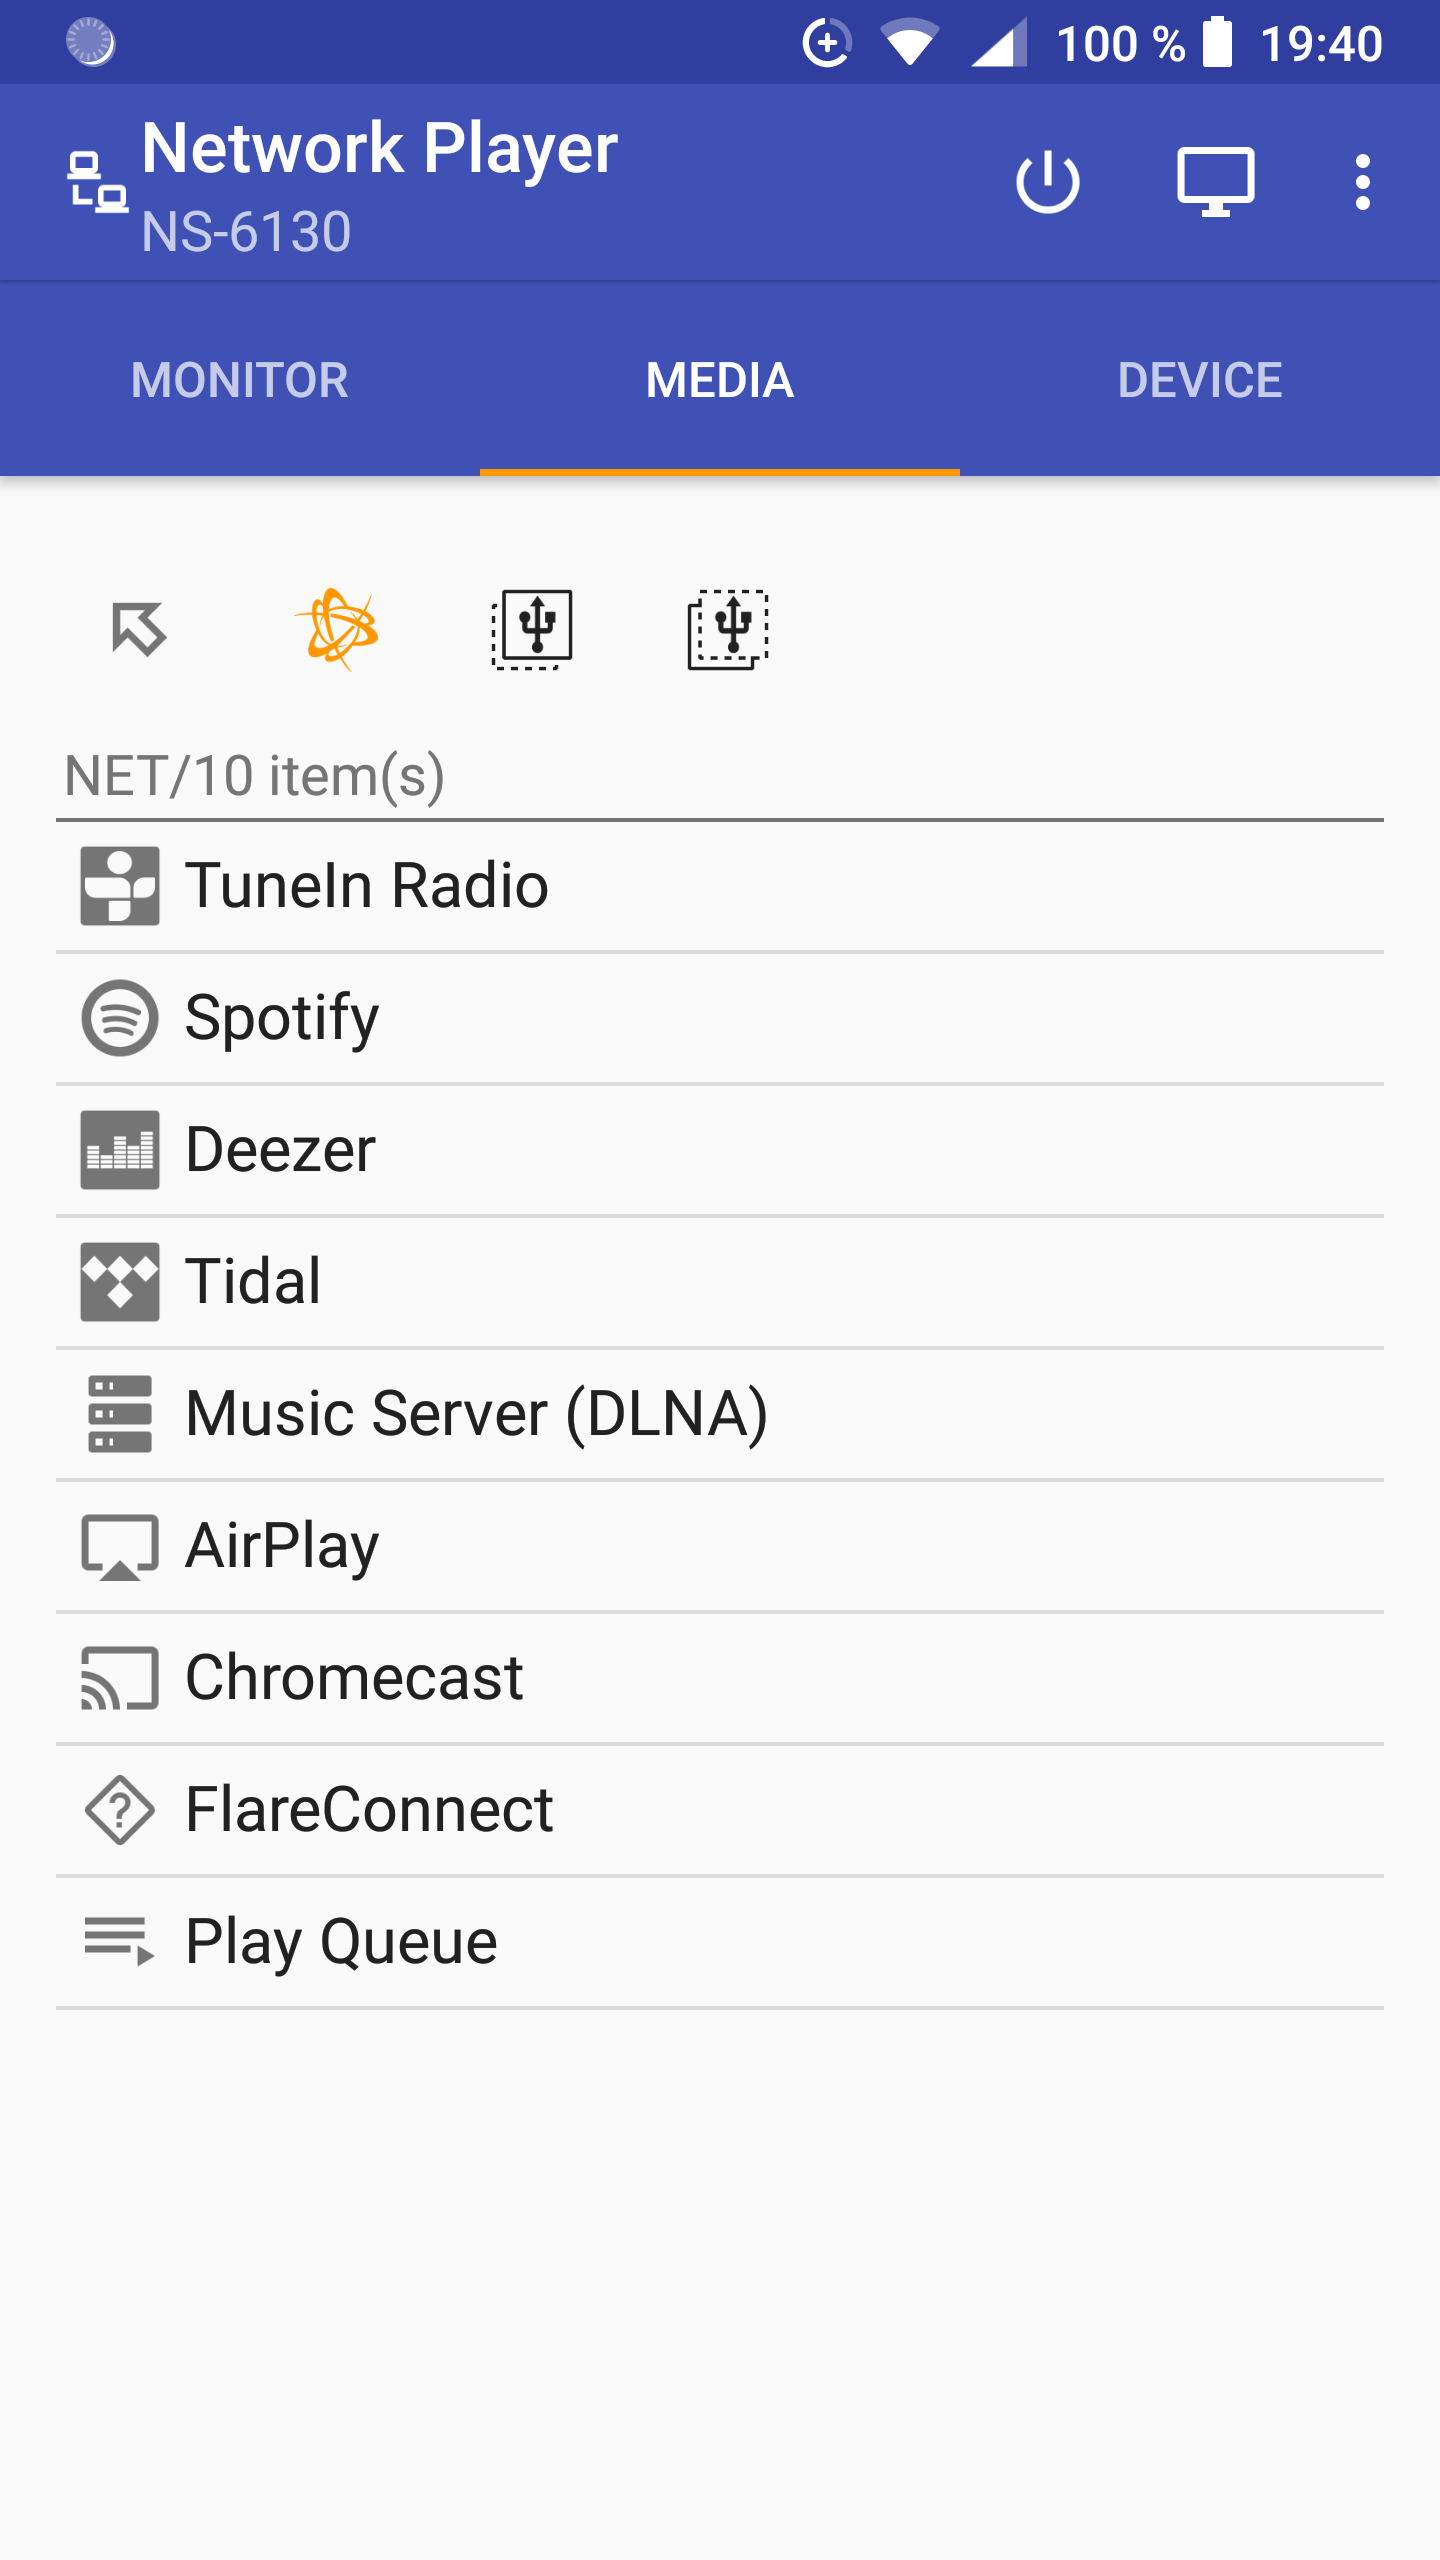 100 % 19:40
Network Player
NS-6130
MONITOR MEDIA DEVICE
NET/10 item(s)
TuneIn Radio
Spotify
Deezer
Tidal
Music Server (DLNA)
AirPlay
Chromecast
FlareConnect
Play Queue